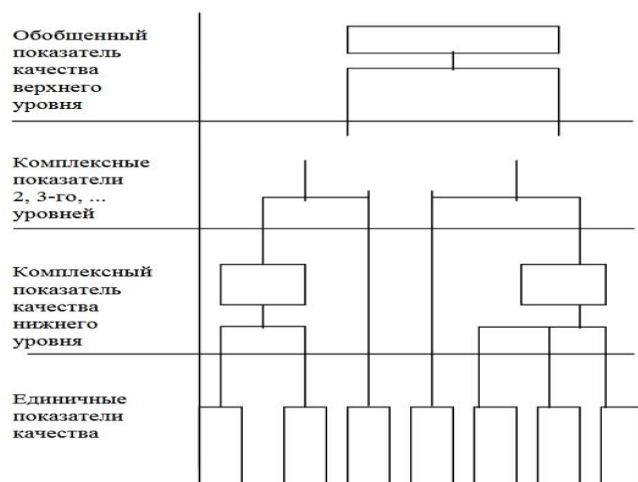 Обобщенный
показатель
качества
верхнего
уровня
Комплексные
показатели
2, 3-го, ...
уровней
Комплексный
показатель
качества
нижнего
уровня
Единичные
показатели
качества